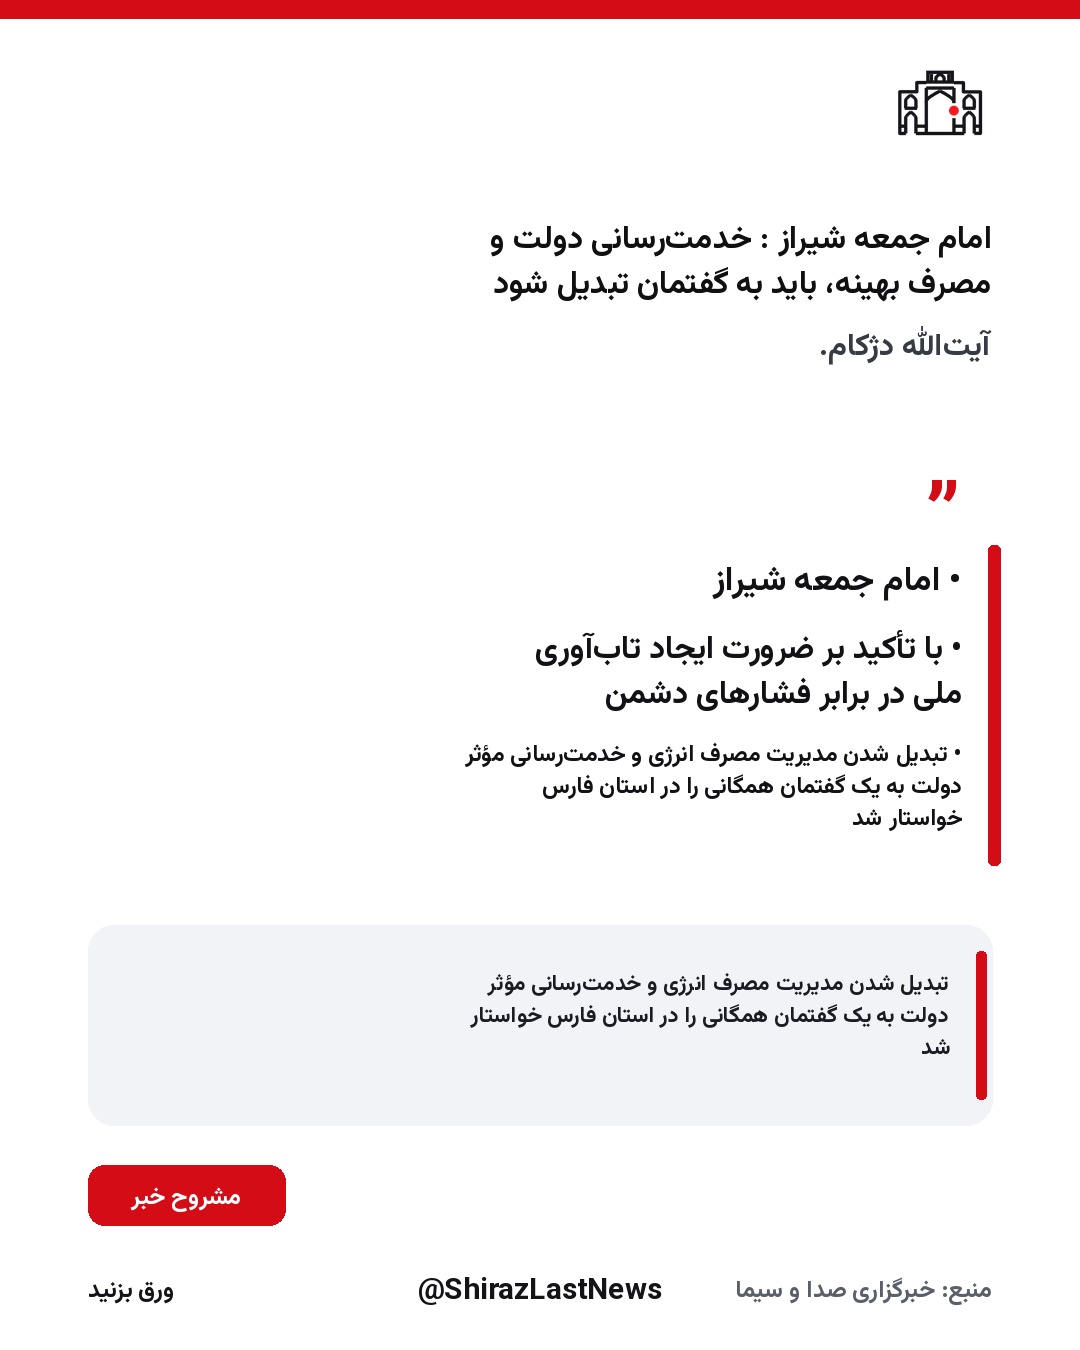 امام جمعه شیراز : خدمت‌رسانی دولت و
مصرف بهینه، باید به گفتمان تبدیل شود
آیت‌الله دژکام.
”
• امام جمعه شیراز
• با تأکید بر ضرورت ایجاد تاب‌آوری
ملی در برابر فشارهای دشمن
• تبدیل شدن مدیریت مصرف انرژی و خدمت‌رسانی مؤثر
دولت به یک گفتمان همگانی را در استان فارس
خواستار شد
تبدیل شدن مدیریت مصرف انرژی و خدمت‌رسانی مؤثر
دولت به یک گفتمان همگانی را در استان فارس خواستار
شد
مشروح خبر
منبع: خبرگزاری صدا و سیما
@ShirazLastNews
ورق بزنید